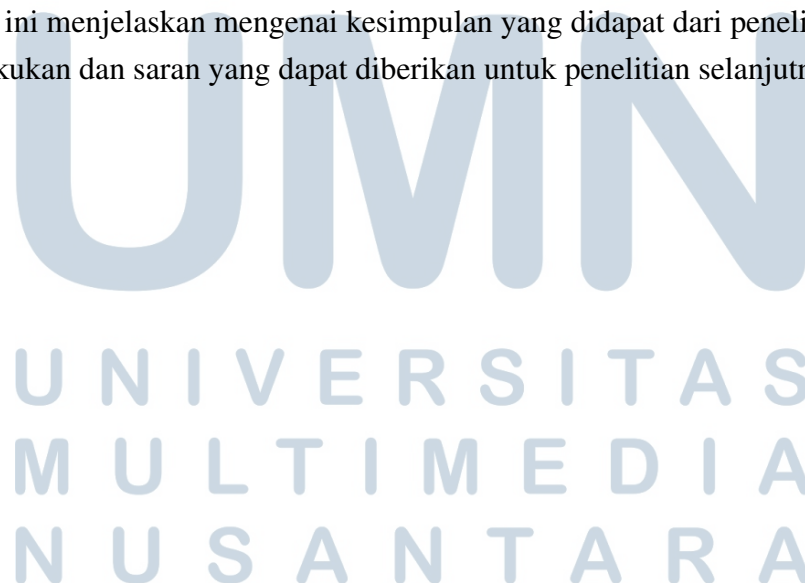 ini menjelaskan mengenai kesimpulan yang didapat dari peneli
kukan dan saran yang dapat diberikan untuk penelitian selanjutn
UMN
UNIVERSITAS
MULTIMEDIA
NUSANTARA